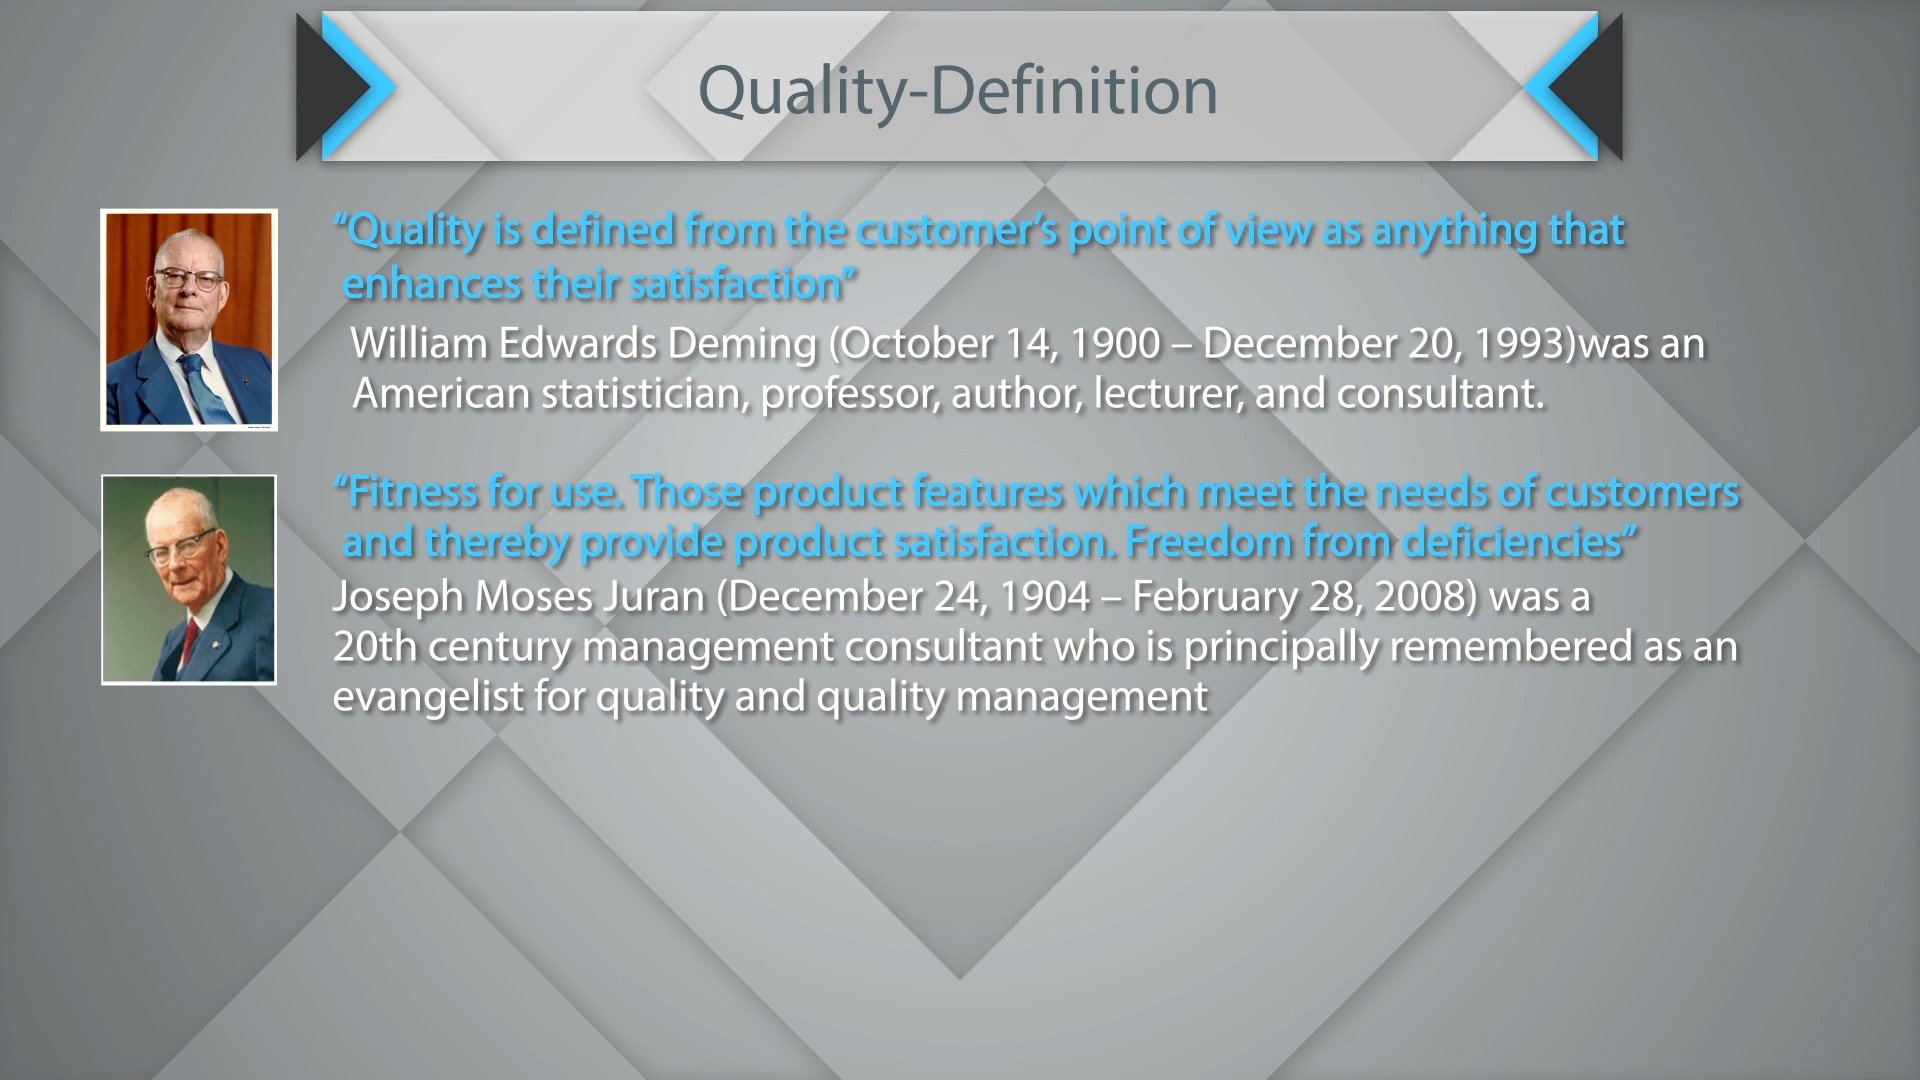 Quality-Definition
“Quality is defined from the customer’s point of view as anything that
enhances their satisfaction”
William Edwards Deming (October 14, 1900 – December 20, 1993)was an
American statistician, professor, author, lecturer, and consultant.
“Fitness for use. Those product features which meet the needs of customers
and thereby provide product satisfaction. Freedom from deficiencies”
Joseph Moses Juran (December 24, 1904 – February 28, 2008) was a
20th century management consultant who is principally remembered as an
evangelist for quality and quality management